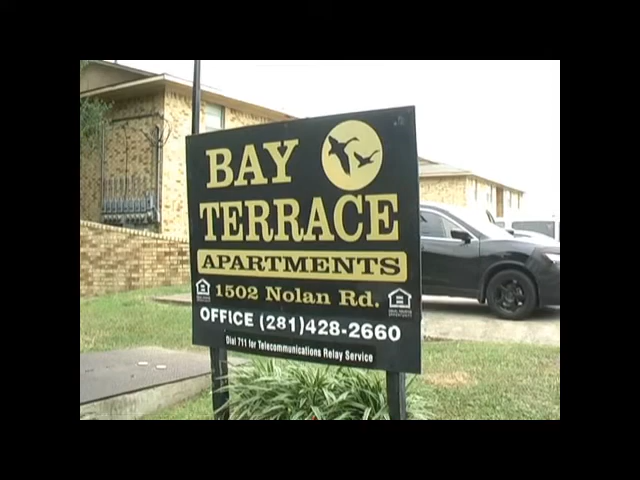 BAY
TERRACE
APARTMENTS
1502 Nolan Rd.
OFFICE (281)428-2660
Dial 711 for Telecommunications Relay Service